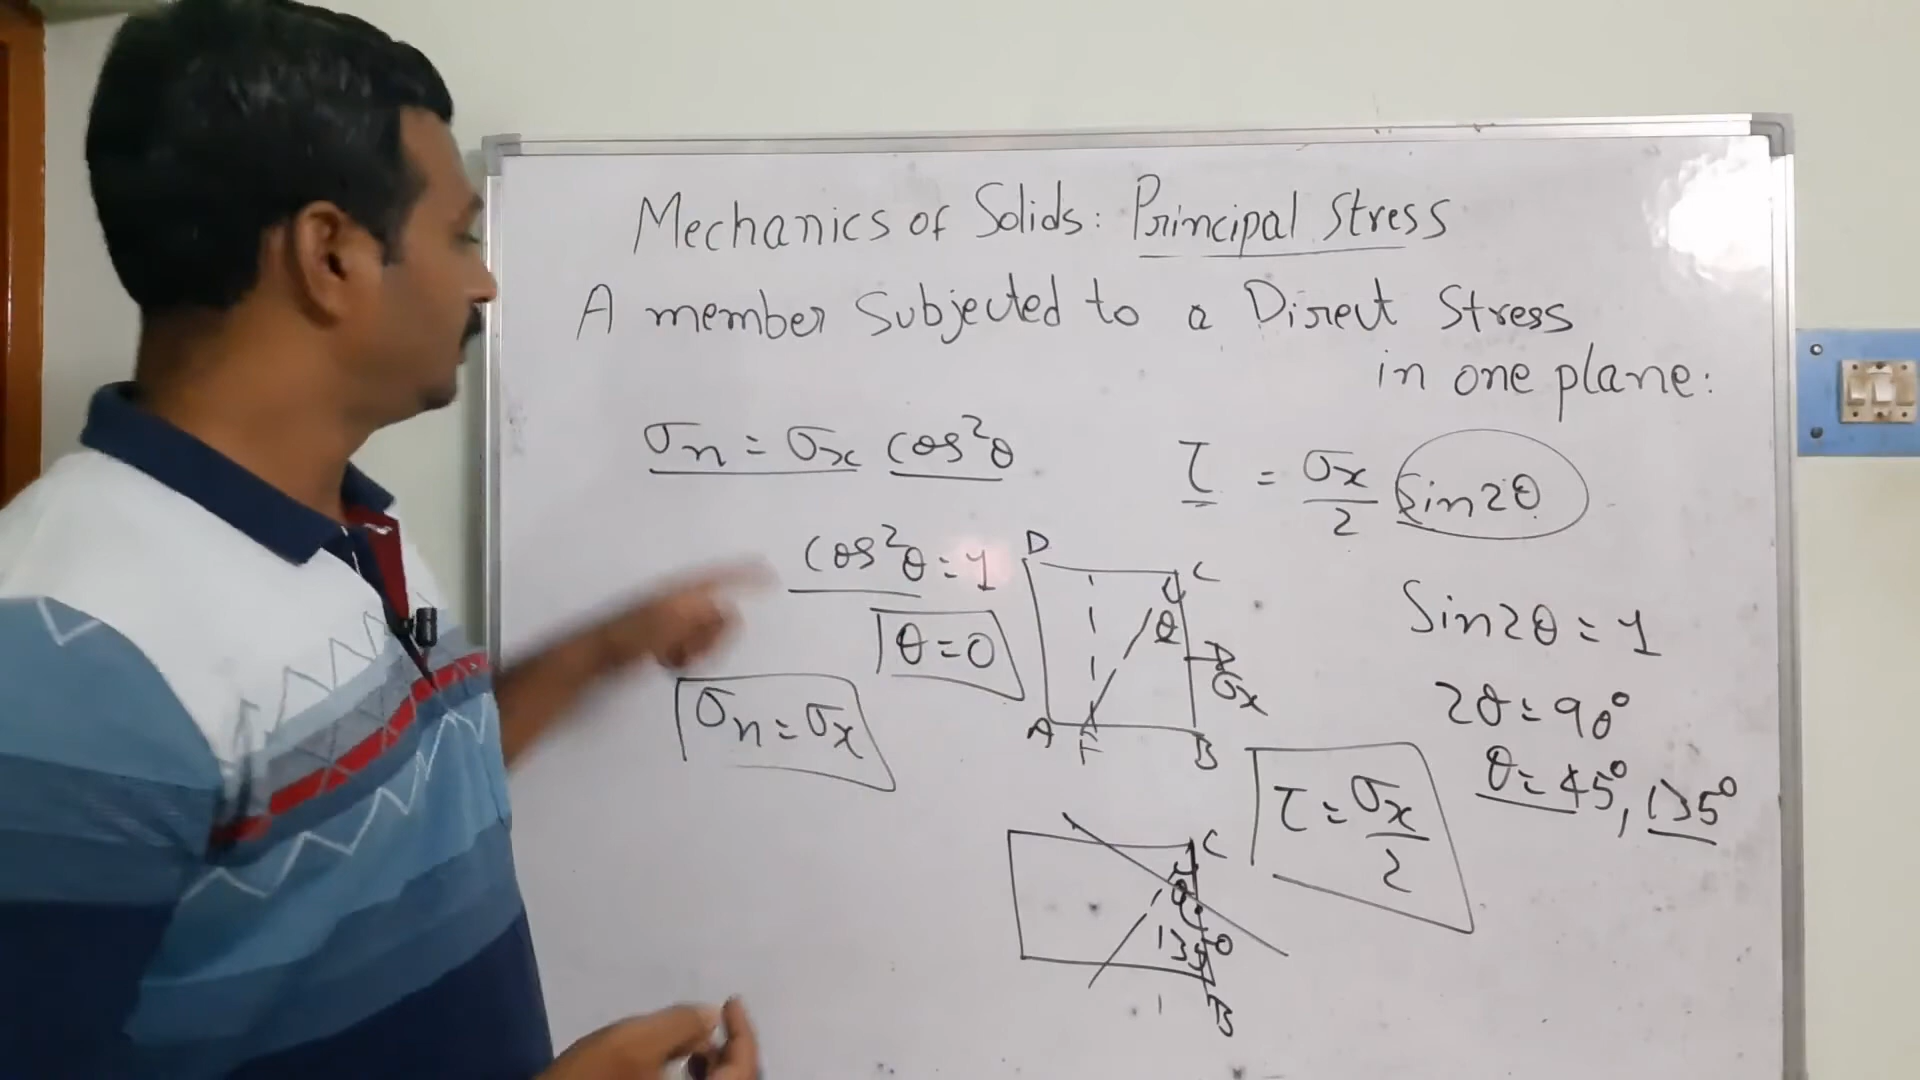 Mechanics of Solids: Principal Stress
A member Subjected to a Direct Stress
in one plane:
σn = σx cos²θ
τ = σx/2 Sin2θ
cos²θ = 1
θ = 0
σn = σx
D
C
θ
σx
A
F
B
Sin2θ = 1
2θ = 90°
θ = 45°, 135°
τ = σx/2
C
θ
135°
B